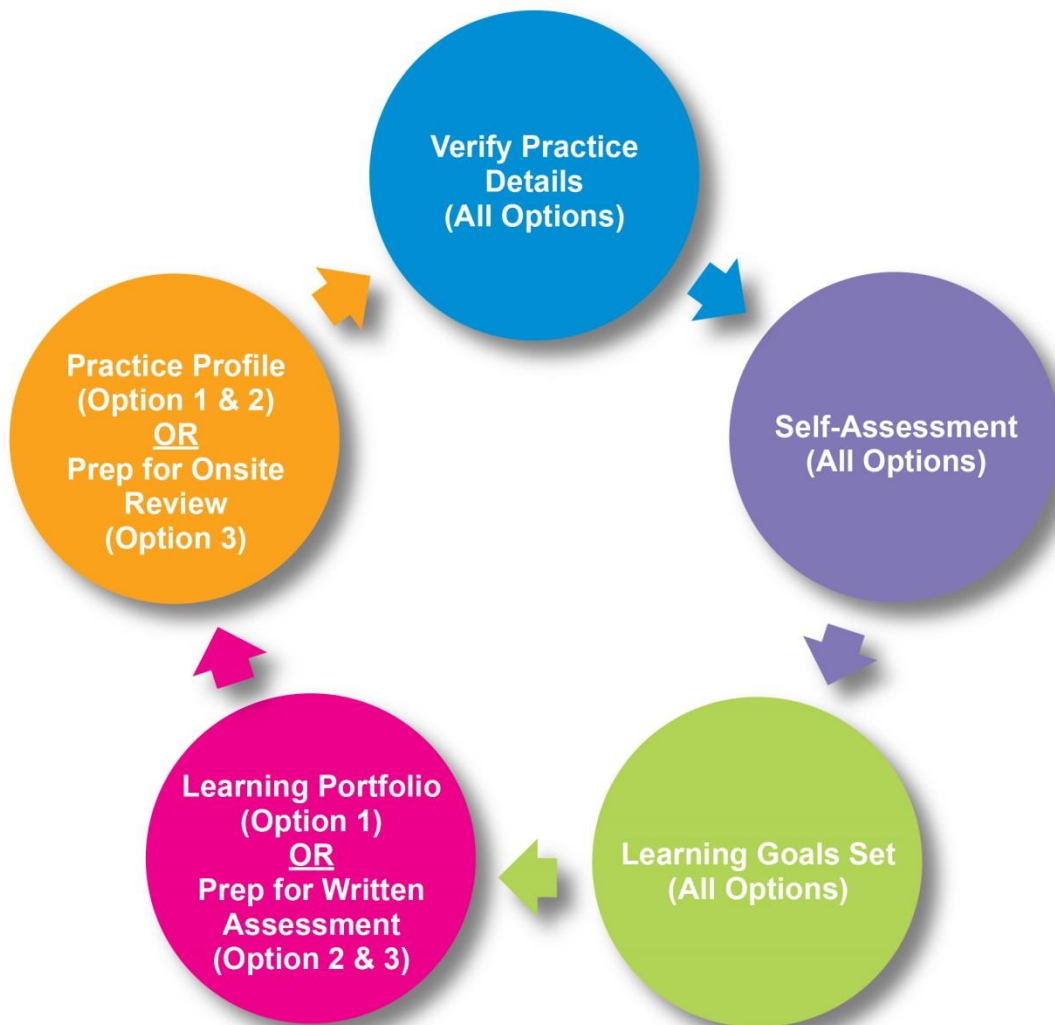 Verify Practice
Details
(All Options)
Self-Assessment
(All Options)
Learning Goals Set
(All Options)
Learning Portfolio
(Option 1)
OR
Prep for Written
Assessment
(Option 2 & 3)
Practice Profile
(Option 1 & 2)
OR
Prep for Onsite
Review
(Option 3)